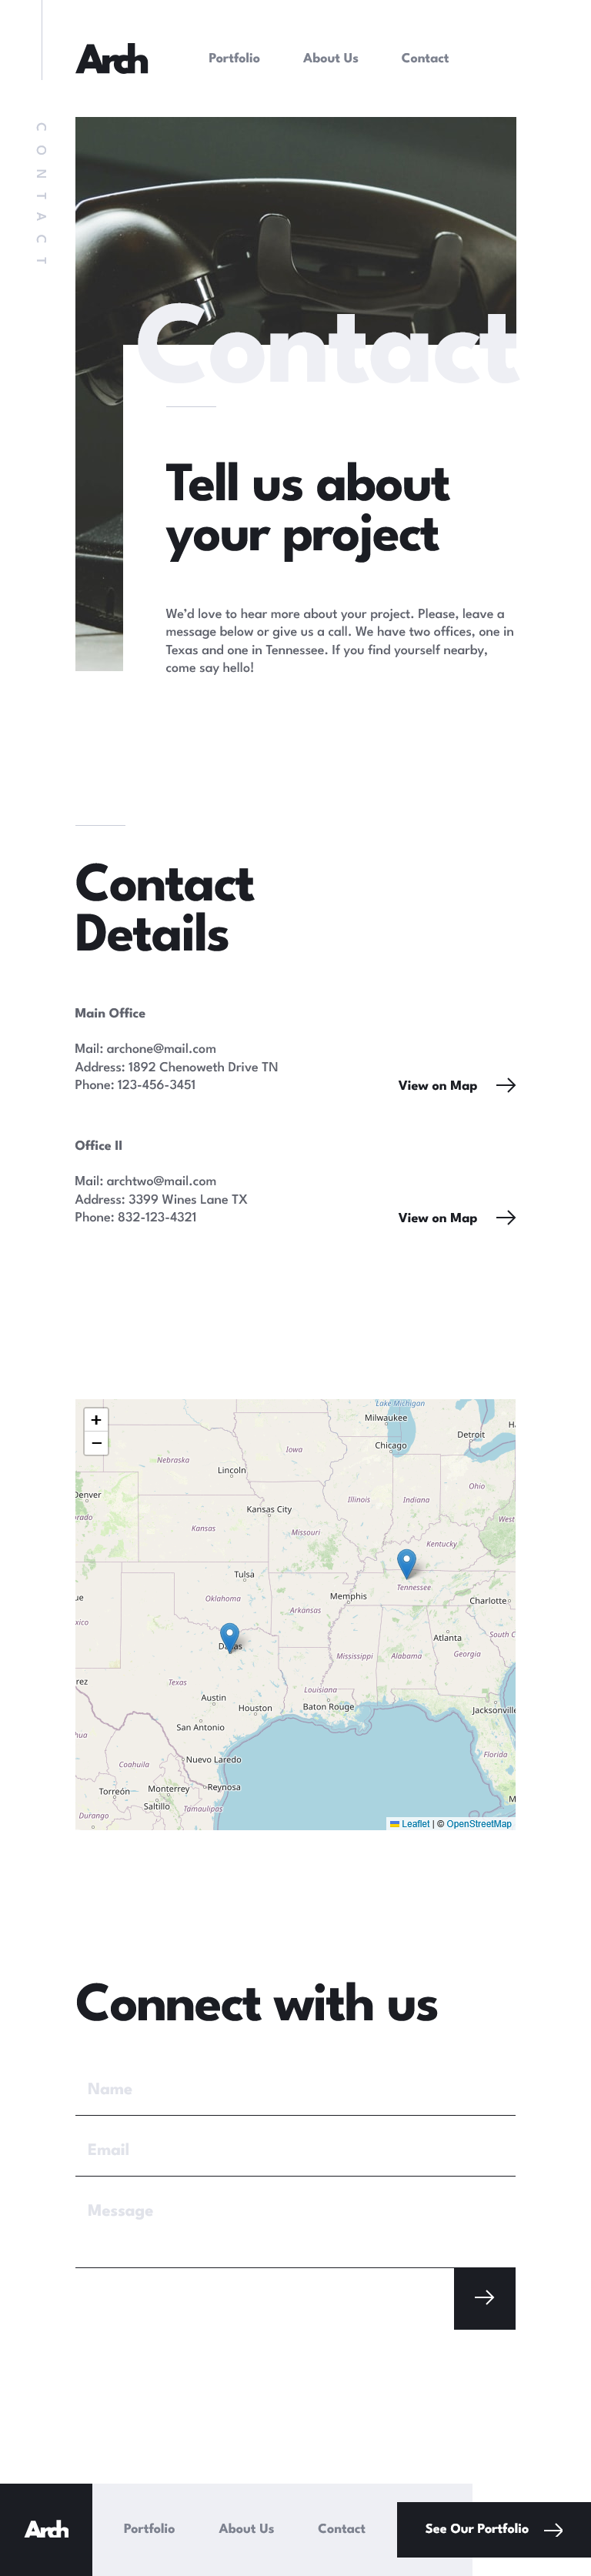 Arch
Portfolio
About Us
Contact
CONTACT
Contact
Tell us about
your project
We’d love to hear more about your project. Please, leave a
message below or give us a call. We have two offices, one in
Texas and one in Tennessee. If you find yourself nearby,
come say hello!
Contact
Details
Main Office
Mail: archone@mail.com
Address: 1892 Chenoweth Drive TN
Phone: 123-456-3451
View on Map
Office II
Mail: archtwo@mail.com
Address: 3399 Wines Lane TX
Phone: 832-123-4321
View on Map
+
−
Lake Michigan
Milwaukee
Detroit
Chicago
Iowa
Nebraska
Lincoln
Ohio
Denver
Illinois
Indiana
Kansas City
West
Kansas
Missouri
Kentucky
Tulsa
Tennessee
Oklahoma
Memphis
Charlotte
Arkansas
South C
Atlanta
Dallas
Mississippi
Alabama
Georgia
Texas
Louisiana
Austin
Houston
Baton Rouge
Jacksonville
San Antonio
Florida
Nuevo Laredo
Coahuila
Torreón
Monterrey
Reynosa
Saltillo
Tamaulipas
Durango
Leaflet | © OpenStreetMap
Connect with us
Name
Email
Message
Arch
Portfolio
About Us
Contact
See Our Portfolio